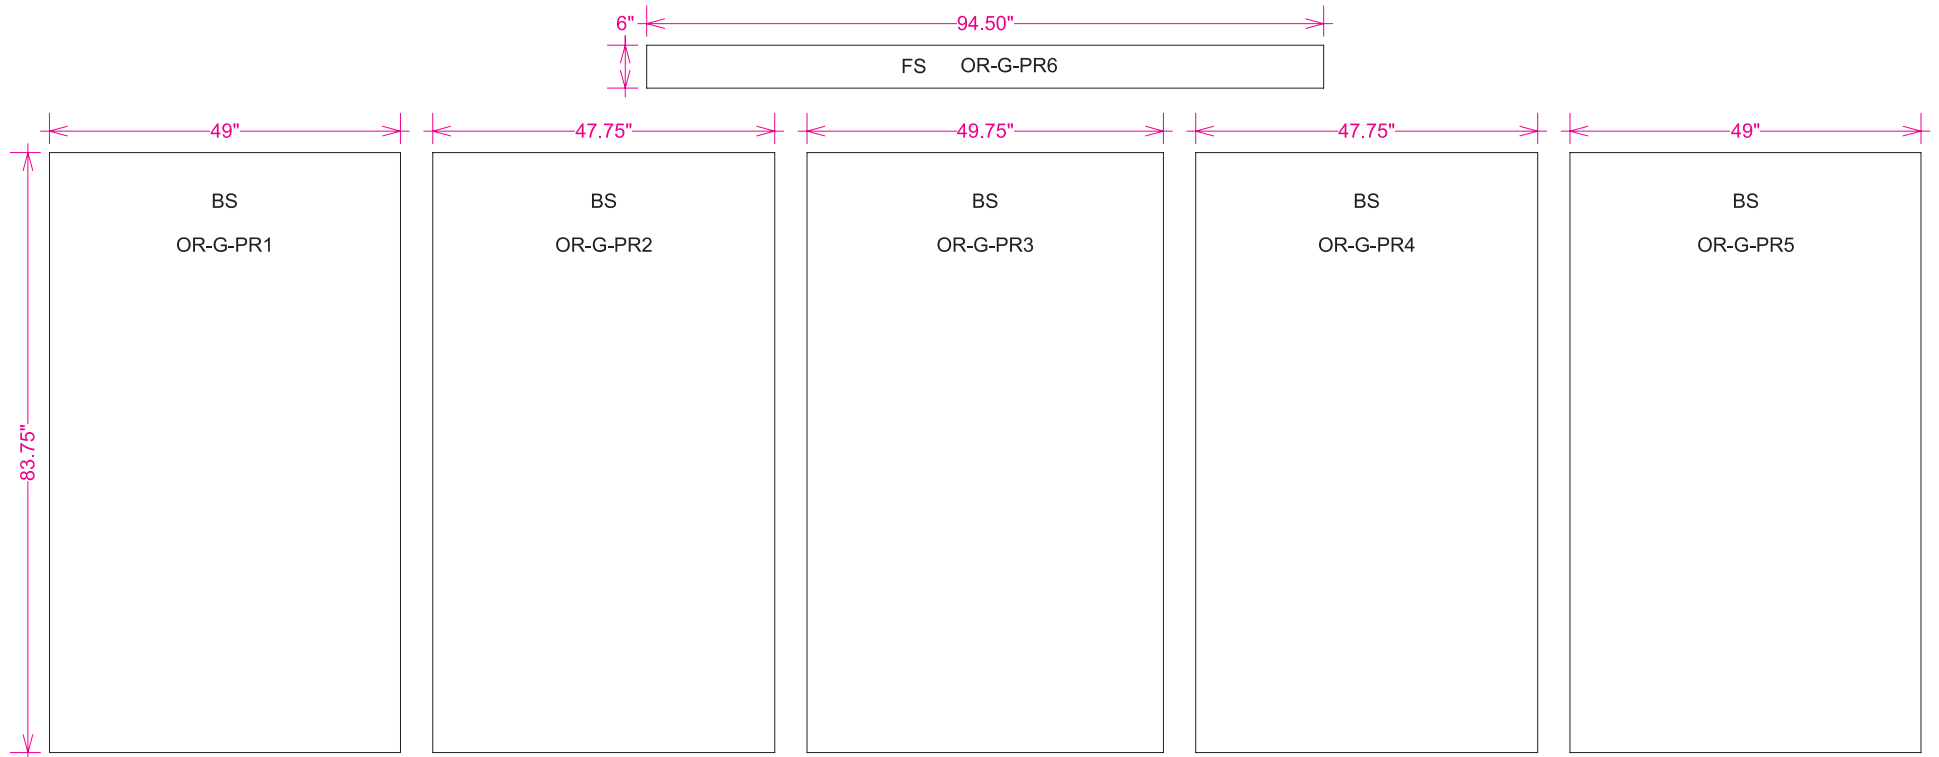 6" 94.50"
FS OR-G-PR6
49" 47.75" 49.75" 47.75" 49"
BS BS BS BS BS
OR-G-PR1 OR-G-PR2 OR-G-PR3 OR-G-PR4 OR-G-PR5
83.75"